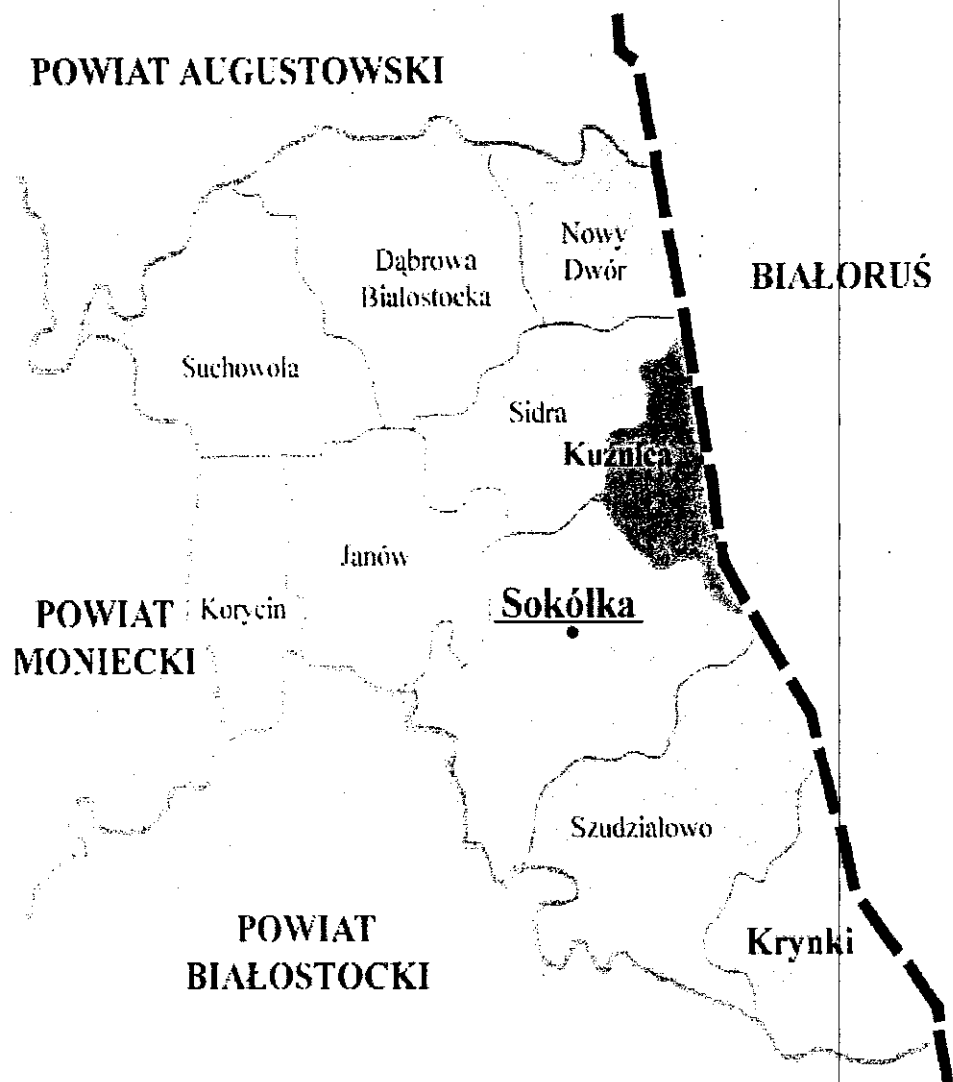 POWIAT AUGUSTOWSKI
Nowy
Dwór
Dąbrowa
Białostocka
BIAŁORUŚ
Suchowola
Sidra
Kuźnica
Janów
Sokółka
POWIAT
MONIECKI
Korycin
Szudziałowo
POWIAT
BIAŁOSTOCKI
Krynki